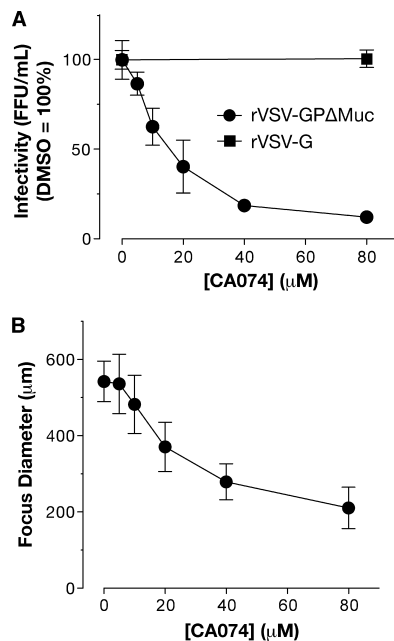 A
Infectivity (FFU/mL)
(DMSO = 100%)
100
50
0
rVSV-GPΔMuc
rVSV-G
0 20 40 60 80
[CA074] (μM)
B
Focus Diameter (μm)
600
400
200
0
0 20 40 60 80
[CA074] (μM)